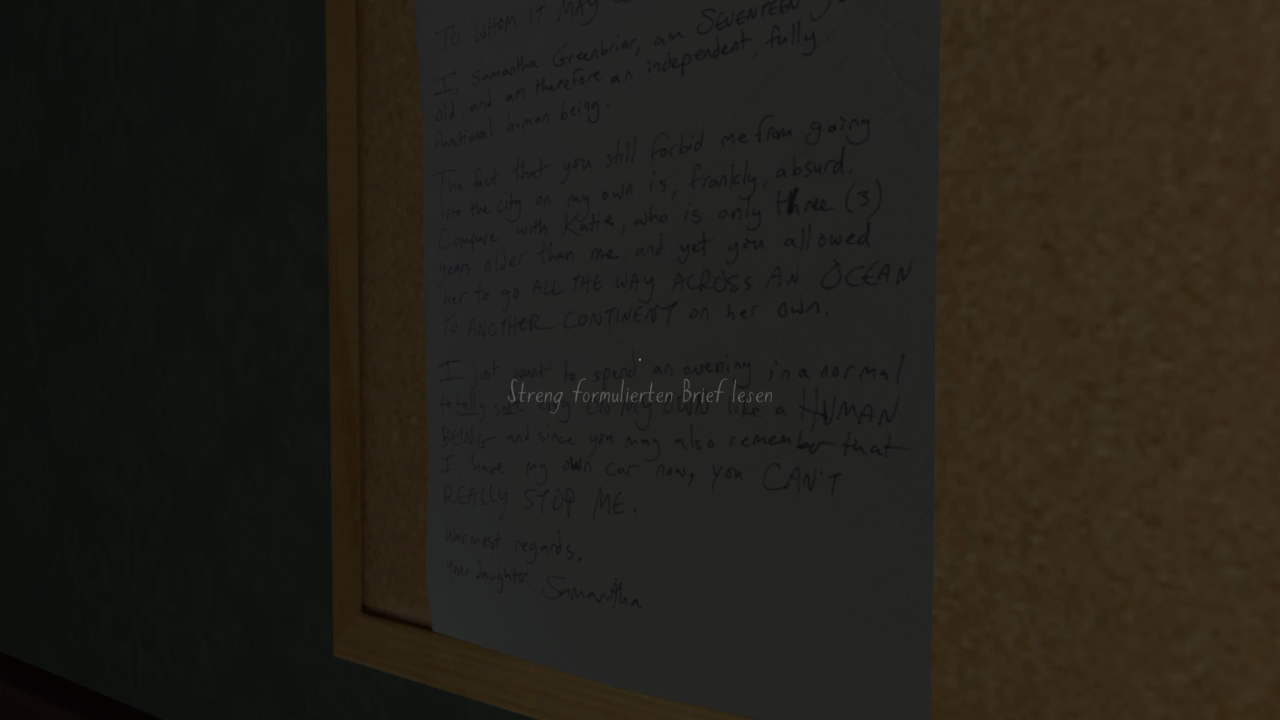 TO WHOM IT MAY
I, Samantha Greenbriar, am SEVENTEEN
old, and am therefore an independent, fully
functional human being.
The fact that you still forbid me from going
into the city on my own is, frankly, absurd.
Compare with Katie, who is only three (3)
years older than me and yet you allowed
her to go ALL THE WAY ACROSS AN OCEAN
TO ANOTHER CONTINENT on her own.
I just want to spend an evening in a normal
Streng formulierten Brief lesen
totally safe city ON MY OWN like a HUMAN
BEING and since you may also remember that
I have my own car now, you CAN'T
REALLY STOP ME.
warmest regards,
Your daughter Samantha